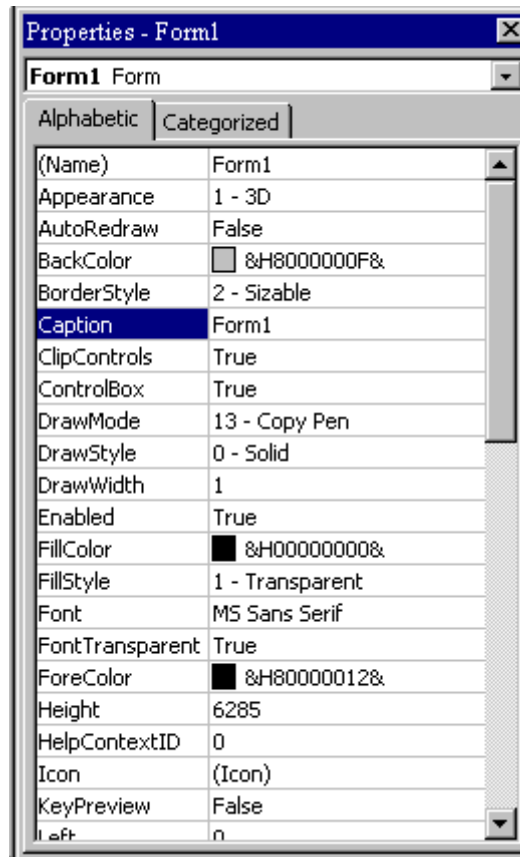 Properties - Form1
Form1 Form
Alphabetic Categorized
(Name) Form1
Appearance 1 - 3D
AutoRedraw False
BackColor &H8000000F&
BorderStyle 2 - Sizable
Caption Form1
ClipControls True
ControlBox True
DrawMode 13 - Copy Pen
DrawStyle 0 - Solid
DrawWidth 1
Enabled True
FillColor &H00000000&
FillStyle 1 - Transparent
Font MS Sans Serif
FontTransparent True
ForeColor &H80000012&
Height 6285
HelpContextID 0
Icon (Icon)
KeyPreview False
Left 0